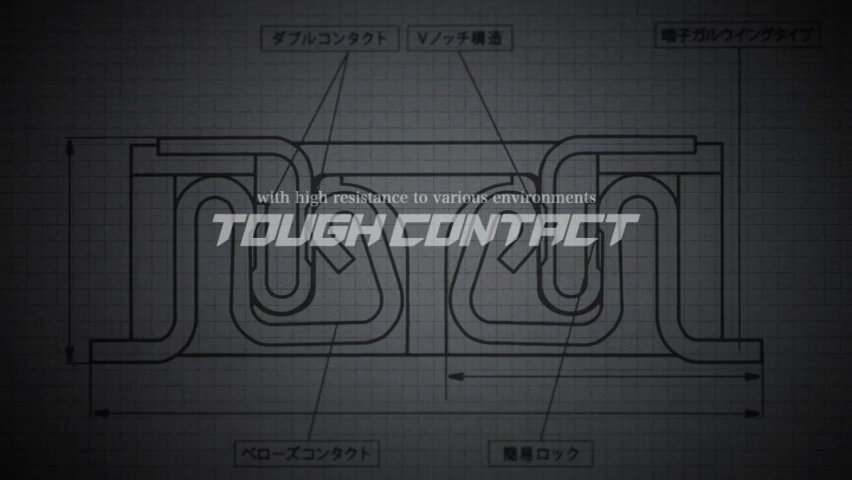 ダブルコンタクト
Vノッチ構造
端子ガルウイングタイプ
with high resistance to various environments
TOUGH CONTACT
ベローズコンタクト
簡易ロック